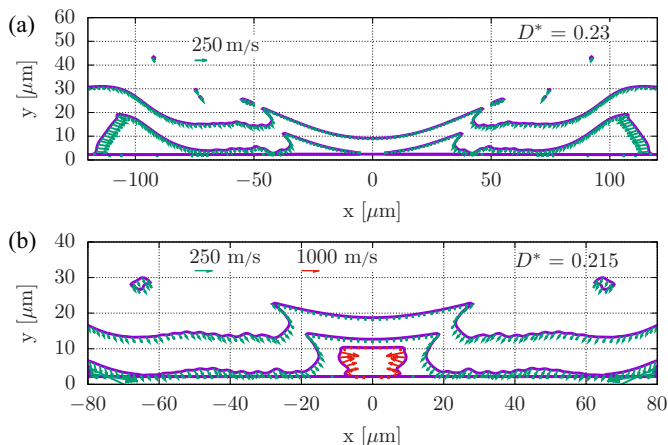 (a)
60
50
40
30
20
10
0
y [μm]
250 m/s
D* = 0.23
−100 −50 0 50 100
x [μm]
(b)
40
30
20
10
0
y [μm]
250 m/s 1000 m/s
D* = 0.215
−80 −60 −40 −20 0 20 40 60 80
x [μm]